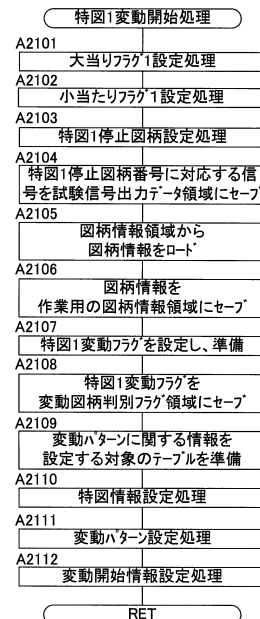 特図1変動開始処理
A2101
大当りフラグ1設定処理
A2102
小当たりフラグ1設定処理
A2103
特図1停止図柄設定処理
A2104
特図1停止図柄番号に対応する信
号を試験信号出力データ領域にセーブ
A2105
図柄情報領域から
図柄情報をロード
A2106
図柄情報を
作業用の図柄情報領域にセーブ
A2107
特図1変動フラグを設定し、準備
A2108
特図1変動フラグを
変動図柄判別フラグ領域にセーブ
A2109
変動パターンに関する情報を
設定する対象のテーブルを準備
A2110
特図情報設定処理
A2111
変動パターン設定処理
A2112
変動開始情報設定処理
RET